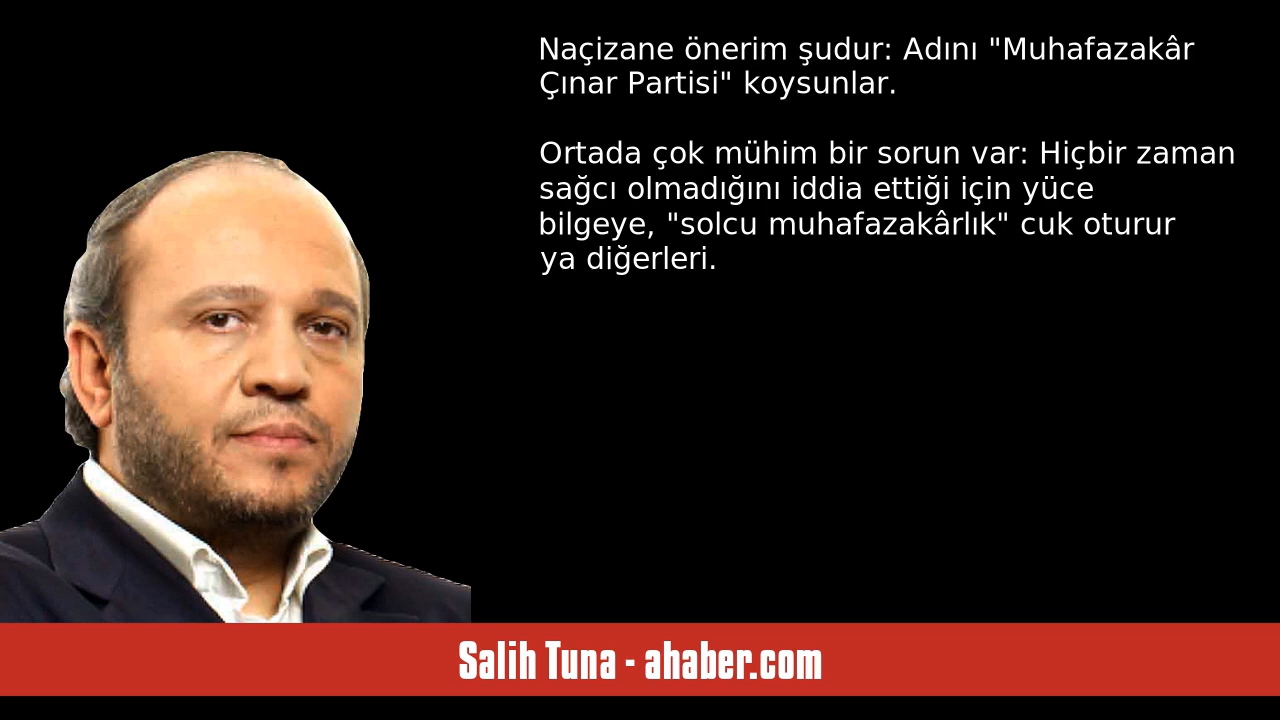 Naçizane önerim şudur: Adını "Muhafazakâr
Çınar Partisi" koysunlar.
Ortada çok mühim bir sorun var: Hiçbir zaman
sağcı olmadığını iddia ettiği için yüce
bilgeye, "solcu muhafazakârlık" cuk oturur
ya diğerleri.
Salih Tuna - ahaber.com